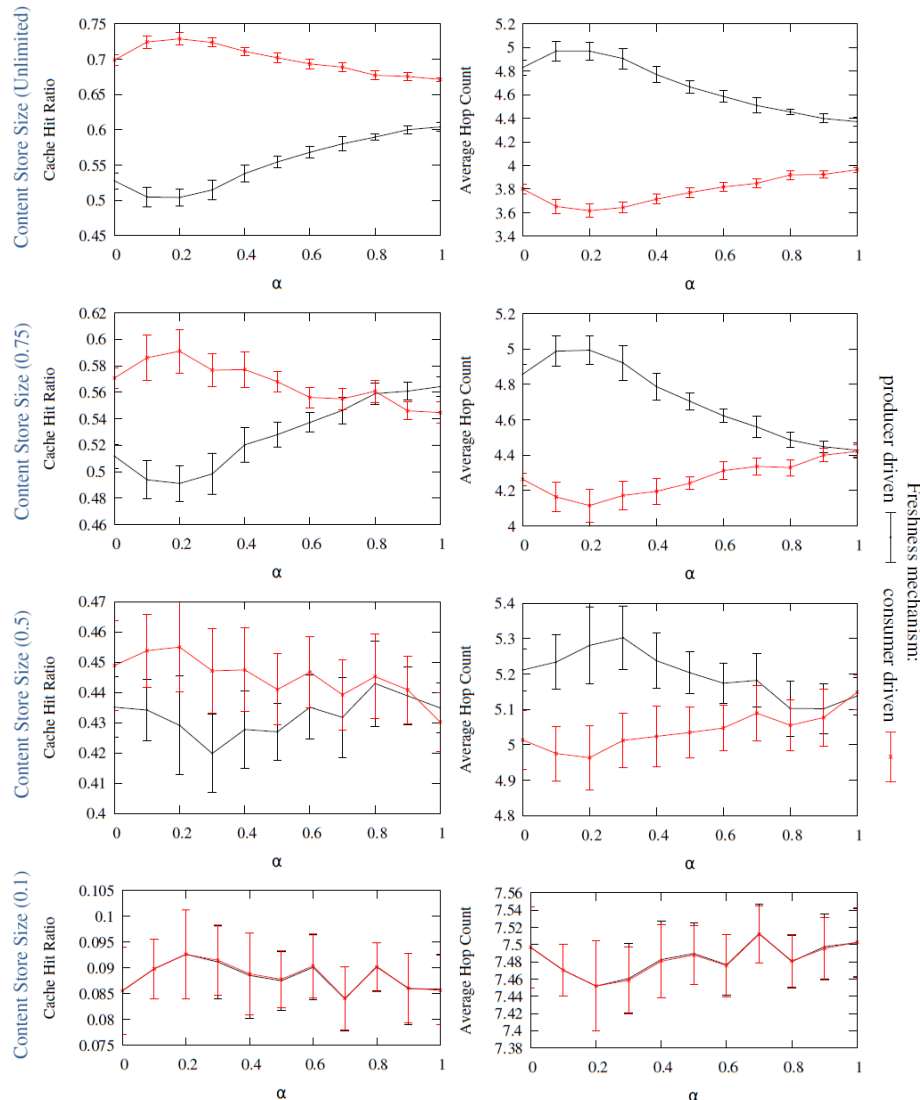 Content Store Size (Unlimited)
Cache Hit Ratio
0.75
0.7
0.65
0.6
0.55
0.5
0.45
0 0.2 0.4 0.6 0.8 1
α
Average Hop Count
5.2
5
4.8
4.6
4.4
4.2
4
3.8
3.6
3.4
0 0.2 0.4 0.6 0.8 1
α
Content Store Size (0.75)
Cache Hit Ratio
0.62
0.6
0.58
0.56
0.54
0.52
0.5
0.48
0.46
0 0.2 0.4 0.6 0.8 1
α
Average Hop Count
5.2
5
4.8
4.6
4.4
4.2
4
0 0.2 0.4 0.6 0.8 1
α
Content Store Size (0.5)
Cache Hit Ratio
0.47
0.46
0.45
0.44
0.43
0.42
0.41
0.4
0 0.2 0.4 0.6 0.8 1
α
Average Hop Count
5.4
5.3
5.2
5.1
5
4.9
4.8
0 0.2 0.4 0.6 0.8 1
α
Content Store Size (0.1)
Cache Hit Ratio
0.105
0.1
0.095
0.09
0.085
0.08
0.075
0 0.2 0.4 0.6 0.8 1
α
Average Hop Count
7.56
7.54
7.52
7.5
7.48
7.46
7.44
7.42
7.4
7.38
0 0.2 0.4 0.6 0.8 1
α
Freshness mechanism:
producer driven consumer driven